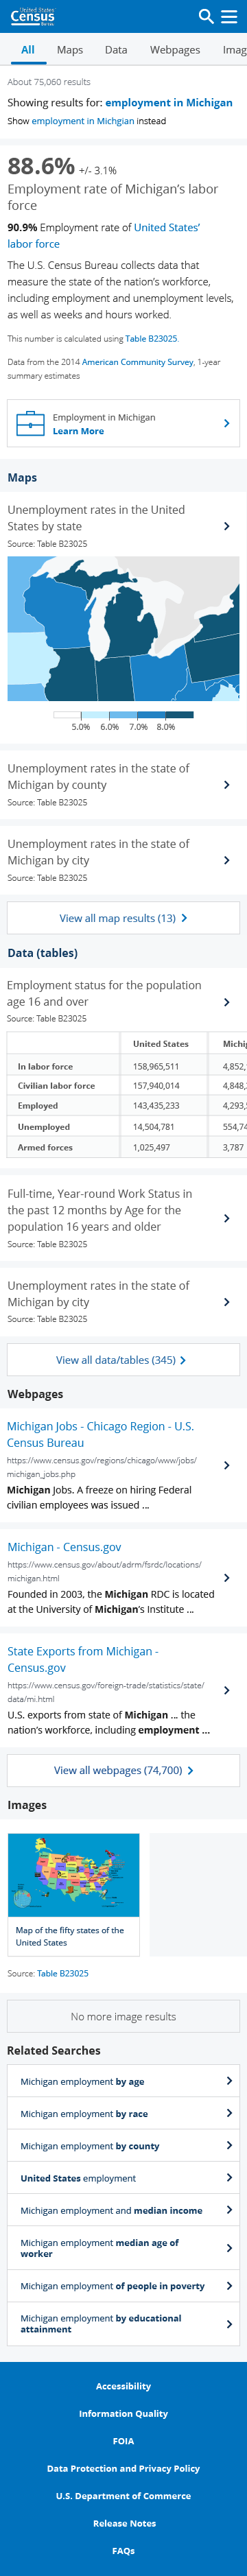 United States
Census
Bureau
All Maps Data Webpages Imag
About 75,060 results
Showing results for: employment in Michigan
Show employment in Michgian instead
88.6% +/- 3.1%
Employment rate of Michigan's labor
force
90.9% Employment rate of United States'
labor force
The U.S. Census Bureau collects data that
measure the state of the nation's workforce,
including employment and unemployment levels,
as well as weeks and hours worked.
This number is calculated using Table B23025.
Data from the 2014 American Community Survey, 1-year
summary estimates
Employment in Michigan
Learn More
Maps
Unemployment rates in the United
States by state
Source: Table B23025
5.0% 6.0% 7.0% 8.0%
Unemployment rates in the state of
Michigan by county
Source: Table B23025
Unemployment rates in the state of
Michigan by city
Source: Table B23025
View all map results (13)
Data (tables)
Employment status for the population
age 16 and over
Source: Table B23025
United States Michig
In labor force 158,965,511 4,852,
Civilian labor force 157,940,014 4,848,
Employed 143,435,233 4,293,
Unemployed 14,504,781 554,74
Armed forces 1,025,497 3,787
Full-time, Year-round Work Status in
the past 12 months by Age for the
population 16 years and older
Source: Table B23025
Unemployment rates in the state of
Michigan by city
Source: Table B23025
View all data/tables (345)
Webpages
Michigan Jobs - Chicago Region - U.S.
Census Bureau
https://www.census.gov/regions/chicago/www/jobs/
michigan_jobs.php
Michigan Jobs. A freeze on hiring Federal
civilian employees was issued ...
Michigan - Census.gov
https://www.census.gov/about/adrm/fsrdc/locations/
michigan.html
Founded in 2003, the Michigan RDC is located
at the University of Michigan's Institute ...
State Exports from Michigan -
Census.gov
https://www.census.gov/foreign-trade/statistics/state/
data/mi.html
U.S. exports from state of Michigan ... the
nation's workforce, including employment ...
View all webpages (74,700)
Images
Map of the fifty states of the
United States
Source: Table B23025
No more image results
Related Searches
Michigan employment by age
Michigan employment by race
Michigan employment by county
United States employment
Michigan employment and median income
Michigan employment median age of
worker
Michigan employment of people in poverty
Michigan employment by educational
attainment
Accessibility
Information Quality
FOIA
Data Protection and Privacy Policy
U.S. Department of Commerce
Release Notes
FAQs